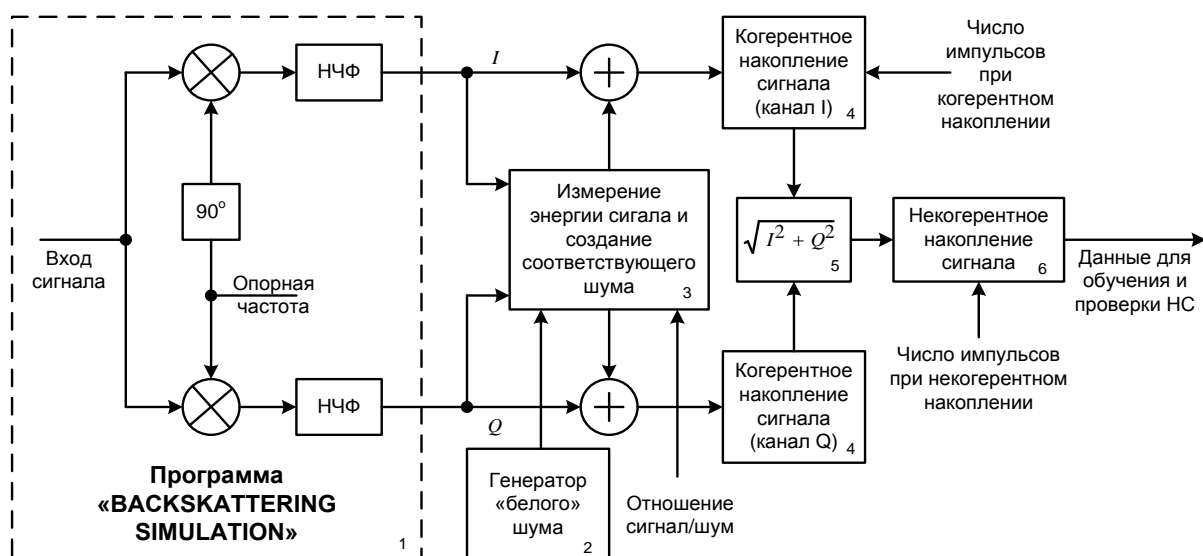 НЧФ
I
Когерентное
накопление
сигнала
(канал I)
4
Число
импульсов
при
когерентном
накоплении
90°
Вход
сигнала
Опорная
частота
Измерение
энергии сигала и
создание
соответствующего
шума
3
√I² + Q²
5
Некогерентное
накопление
сигнала
6
Данные для
обучения и
проверки НС
НЧФ
Q
Когерентное
накопление
сигнала
(канал Q)
4
Число импульсов
при некогерентном
накоплении
Программа
«BACKSKATTERING
SIMULATION»
1
Генератор
«белого»
шума
2
Отношение
сигнал/шум